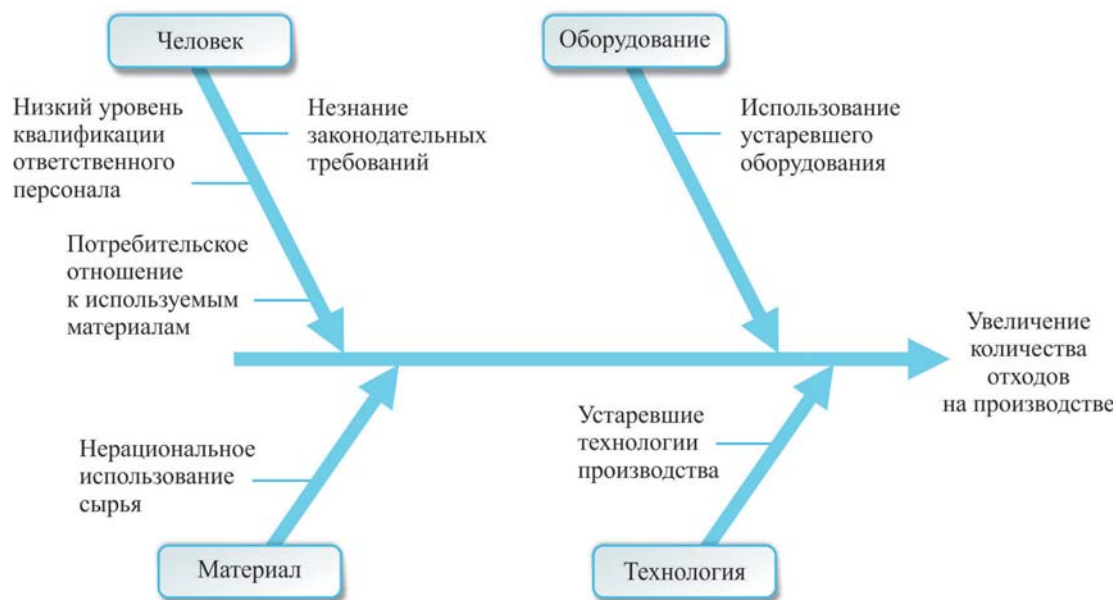 Человек
Оборудование
Низкий уровень
квалификации
ответственного
персонала
Незнание
законодательных
требований
Использование
устаревшего
оборудования
Потребительское
отношение
к используемым
материалам
Увеличение
количества
отходов
на производстве
Нерациональное
использование
сырья
Устаревшие
технологии
производства
Материал
Технология